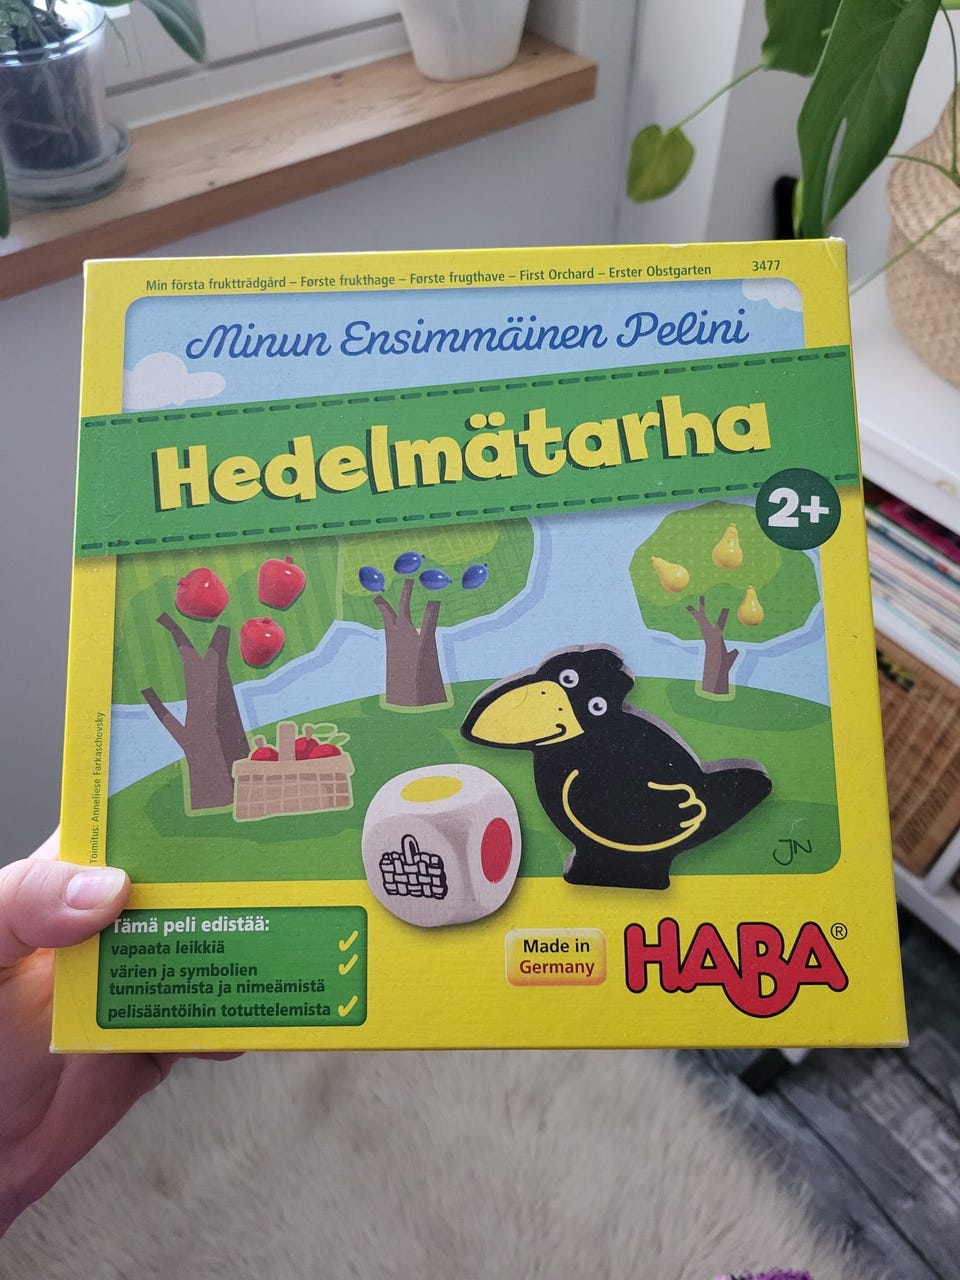 Min första fruktträdgård – Første frukthage – Første frugthave – First Orchard – Erster Obstgarten
3477
Minun Ensimmäinen Pelini
Hedelmätarha
2+
Toimitus: Anneliese Farkaschovsky
JN
Tämä peli edistää:
vapaata leikkiä
värien ja symbolien
tunnistamista ja nimeämistä
pelisääntöihin totuttelemista
Made in
Germany
HABA®